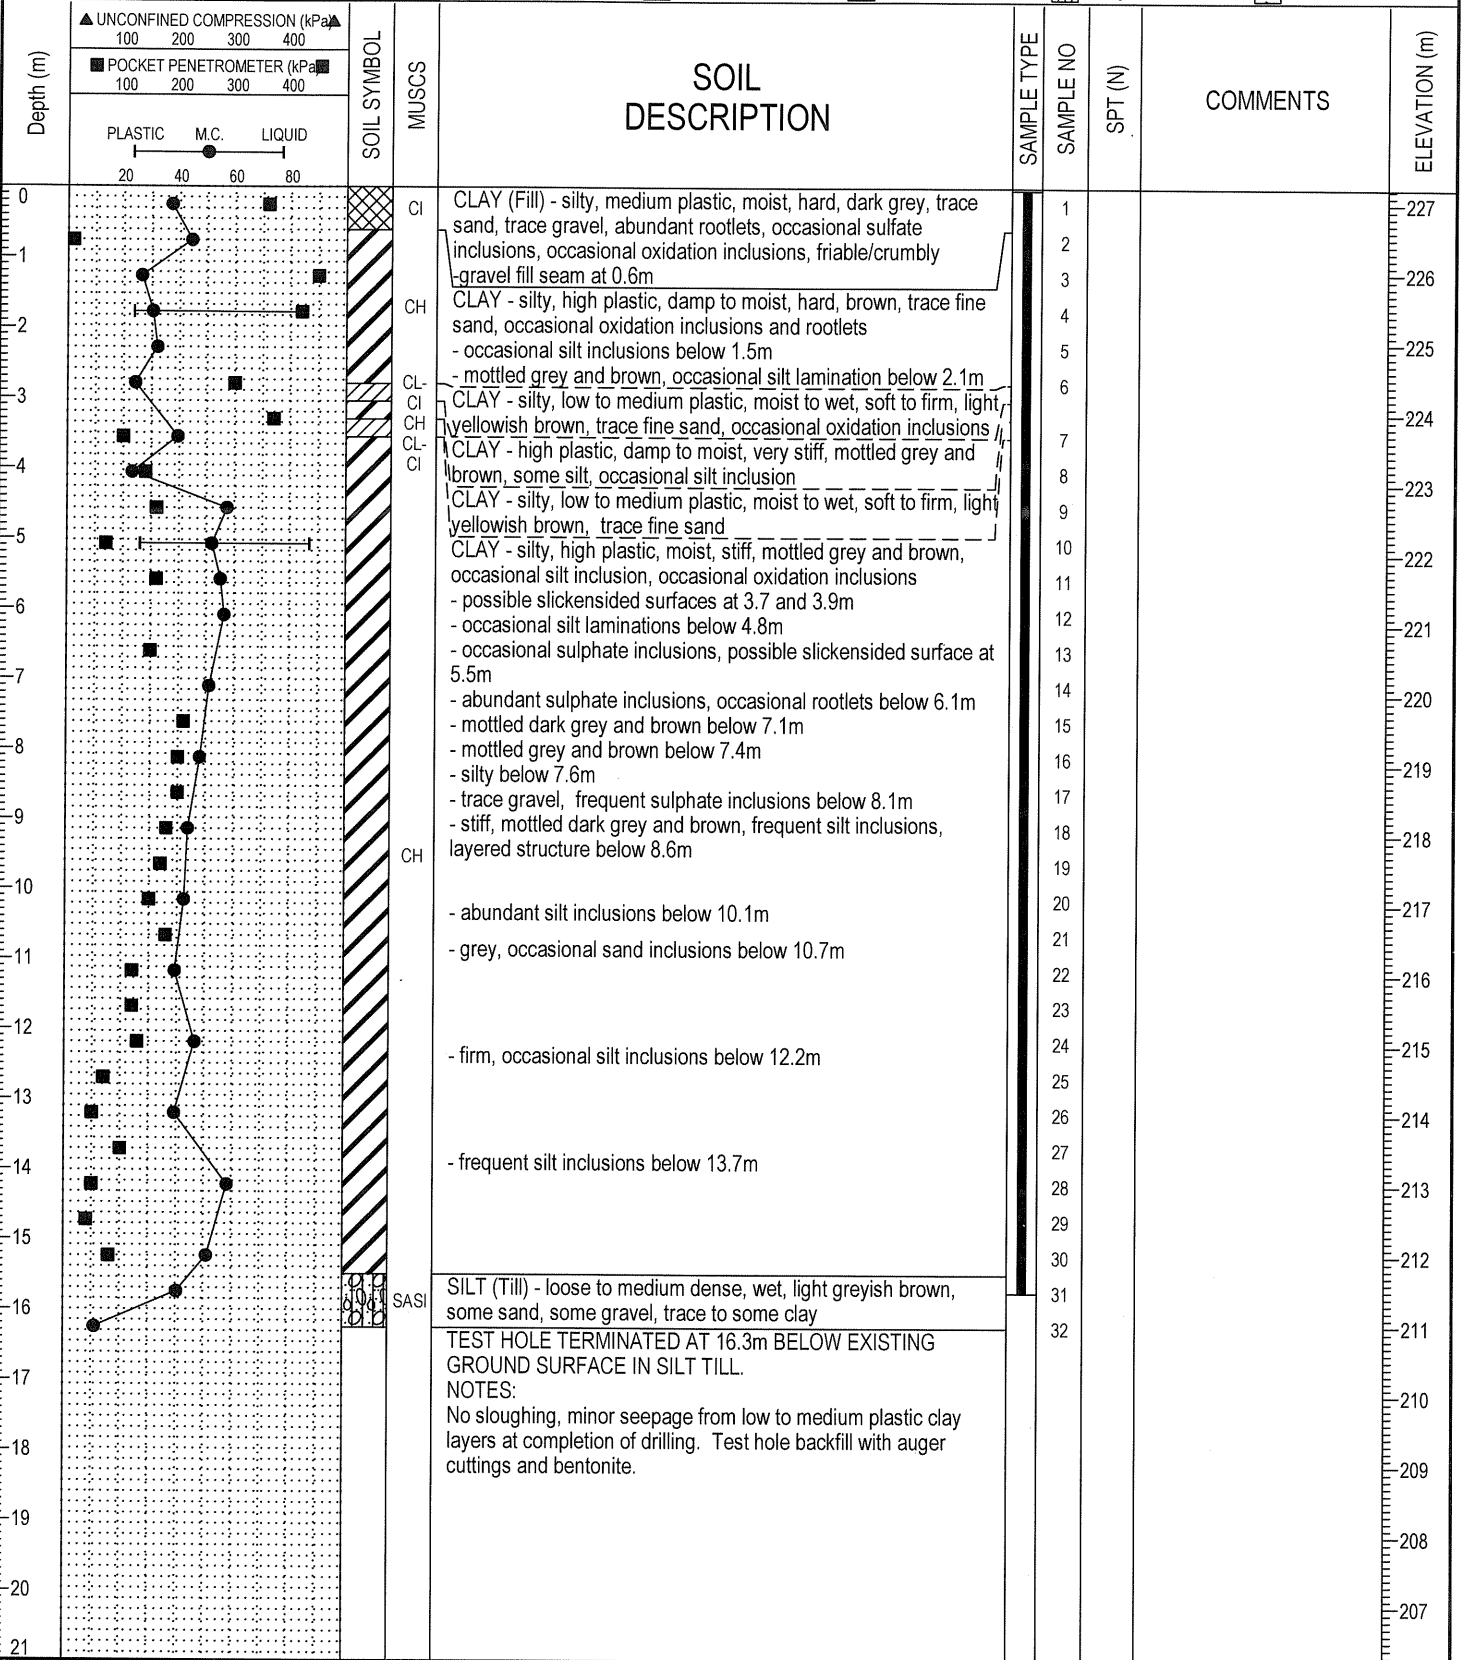 ▲ UNCONFINED COMPRESSION (kPa) ▲
100 200 300 400
■ POCKET PENETROMETER (kPa) ■
100 200 300 400
PLASTIC M.C. LIQUID
20 40 60 80
Depth (m)
SOIL SYMBOL
MUSCS
SOIL
DESCRIPTION
SAMPLE TYPE
SAMPLE NO
SPT (N)
COMMENTS
ELEVATION (m)
0
1
2
3
4
5
6
7
8
9
10
11
12
13
14
15
16
17
18
19
20
21
CI
CH
CL-
CI
CH
CL-
CI
CH
SASI
CLAY (Fill) - silty, medium plastic, moist, hard, dark grey, trace
sand, trace gravel, abundant rootlets, occasional sulfate
inclusions, occasional oxidation inclusions, friable/crumbly
-gravel fill seam at 0.6m
CLAY - silty, high plastic, damp to moist, hard, brown, trace fine
sand, occasional oxidation inclusions and rootlets
- occasional silt inclusions below 1.5m
- mottled grey and brown, occasional silt lamination below 2.1m
CLAY - silty, low to medium plastic, moist to wet, soft to firm, light
yellowish brown, trace fine sand, occasional oxidation inclusions
CLAY - high plastic, damp to moist, very stiff, mottled grey and
brown, some silt, occasional silt inclusion
CLAY - silty, low to medium plastic, moist to wet, soft to firm, light
yellowish brown, trace fine sand
CLAY - silty, high plastic, moist, stiff, mottled grey and brown,
occasional silt inclusion, occasional oxidation inclusions
- possible slickensided surfaces at 3.7 and 3.9m
- occasional silt laminations below 4.8m
- occasional sulphate inclusions, possible slickensided surface at
5.5m
- abundant sulphate inclusions, occasional rootlets below 6.1m
- mottled dark grey and brown below 7.1m
- mottled grey and brown below 7.4m
- silty below 7.6m
- trace gravel, frequent sulphate inclusions below 8.1m
- stiff, mottled dark grey and brown, frequent silt inclusions,
layered structure below 8.6m
- abundant silt inclusions below 10.1m
- grey, occasional sand inclusions below 10.7m
- firm, occasional silt inclusions below 12.2m
- frequent silt inclusions below 13.7m
SILT (Till) - loose to medium dense, wet, light greyish brown,
some sand, some gravel, trace to some clay
TEST HOLE TERMINATED AT 16.3m BELOW EXISTING
GROUND SURFACE IN SILT TILL.
NOTES:
No sloughing, minor seepage from low to medium plastic clay
layers at completion of drilling. Test hole backfill with auger
cuttings and bentonite.
1
2
3
4
5
6
7
8
9
10
11
12
13
14
15
16
17
18
19
20
21
22
23
24
25
26
27
28
29
30
31
32
227
226
225
224
223
222
221
220
219
218
217
216
215
214
213
212
211
210
209
208
207